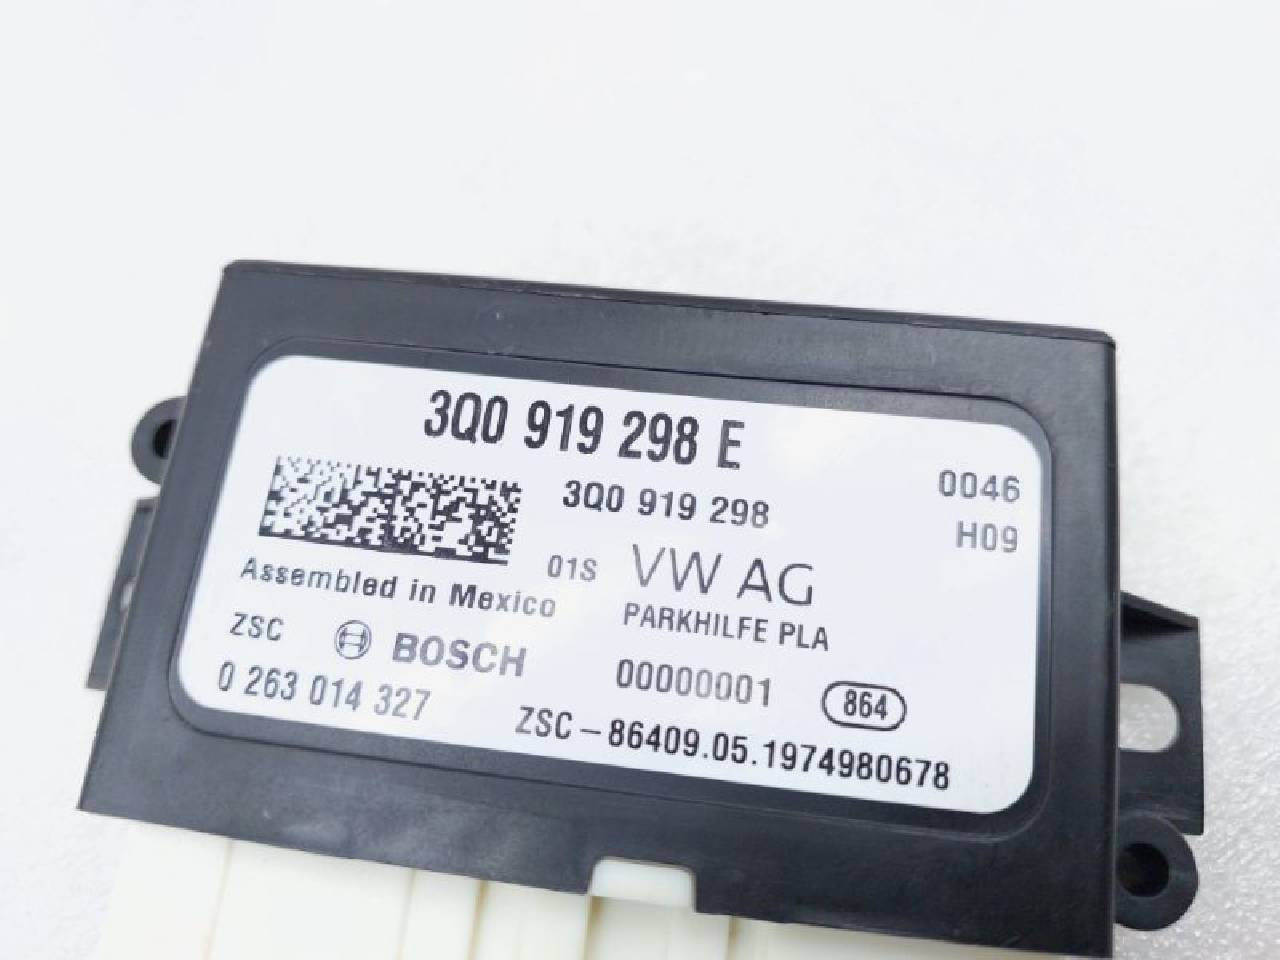 3Q0 919 298 E
3Q0 919 298
0046
H09
01S VW AG
Assembled in Mexico
PARKHILFE PLA
ZSC BOSCH
00000001
864
0 263 014 327
ZSC-86409.05.1974980678